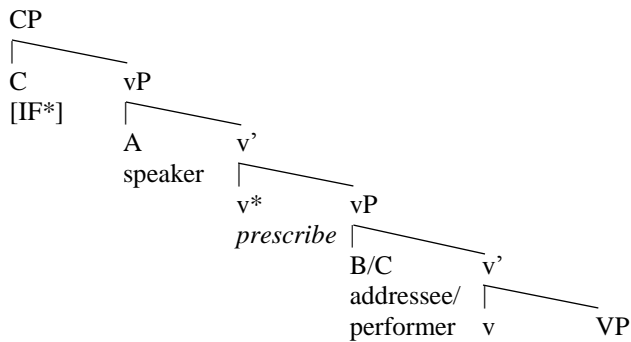 CP
C vP
[IF*]
A v’
speaker
v* vP
prescribe
B/C v’
addressee/
performer v VP